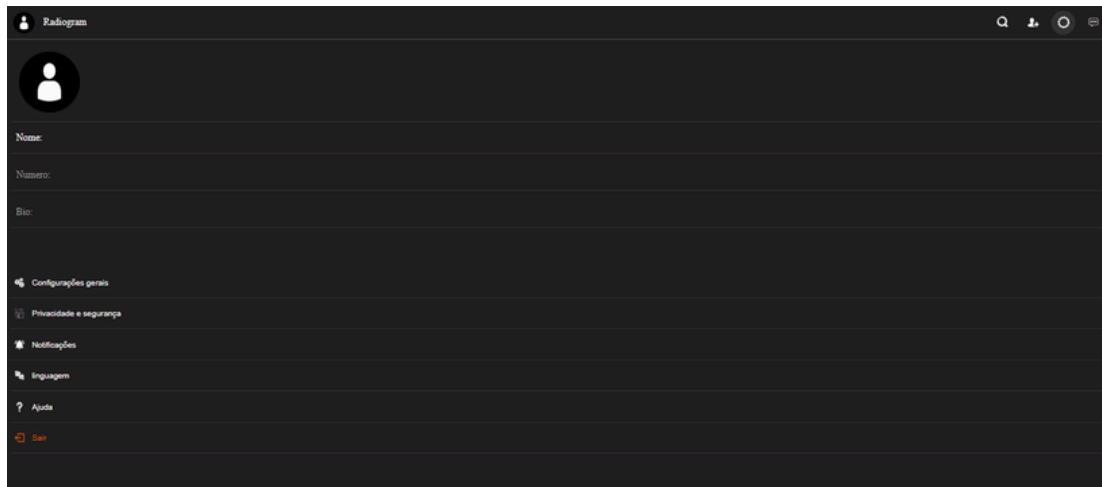 Radiogram
Nome:
Numero:
Bio:
Configurações gerais
Privacidade e segurança
Notificações
linguagem
? Ajuda
Sair